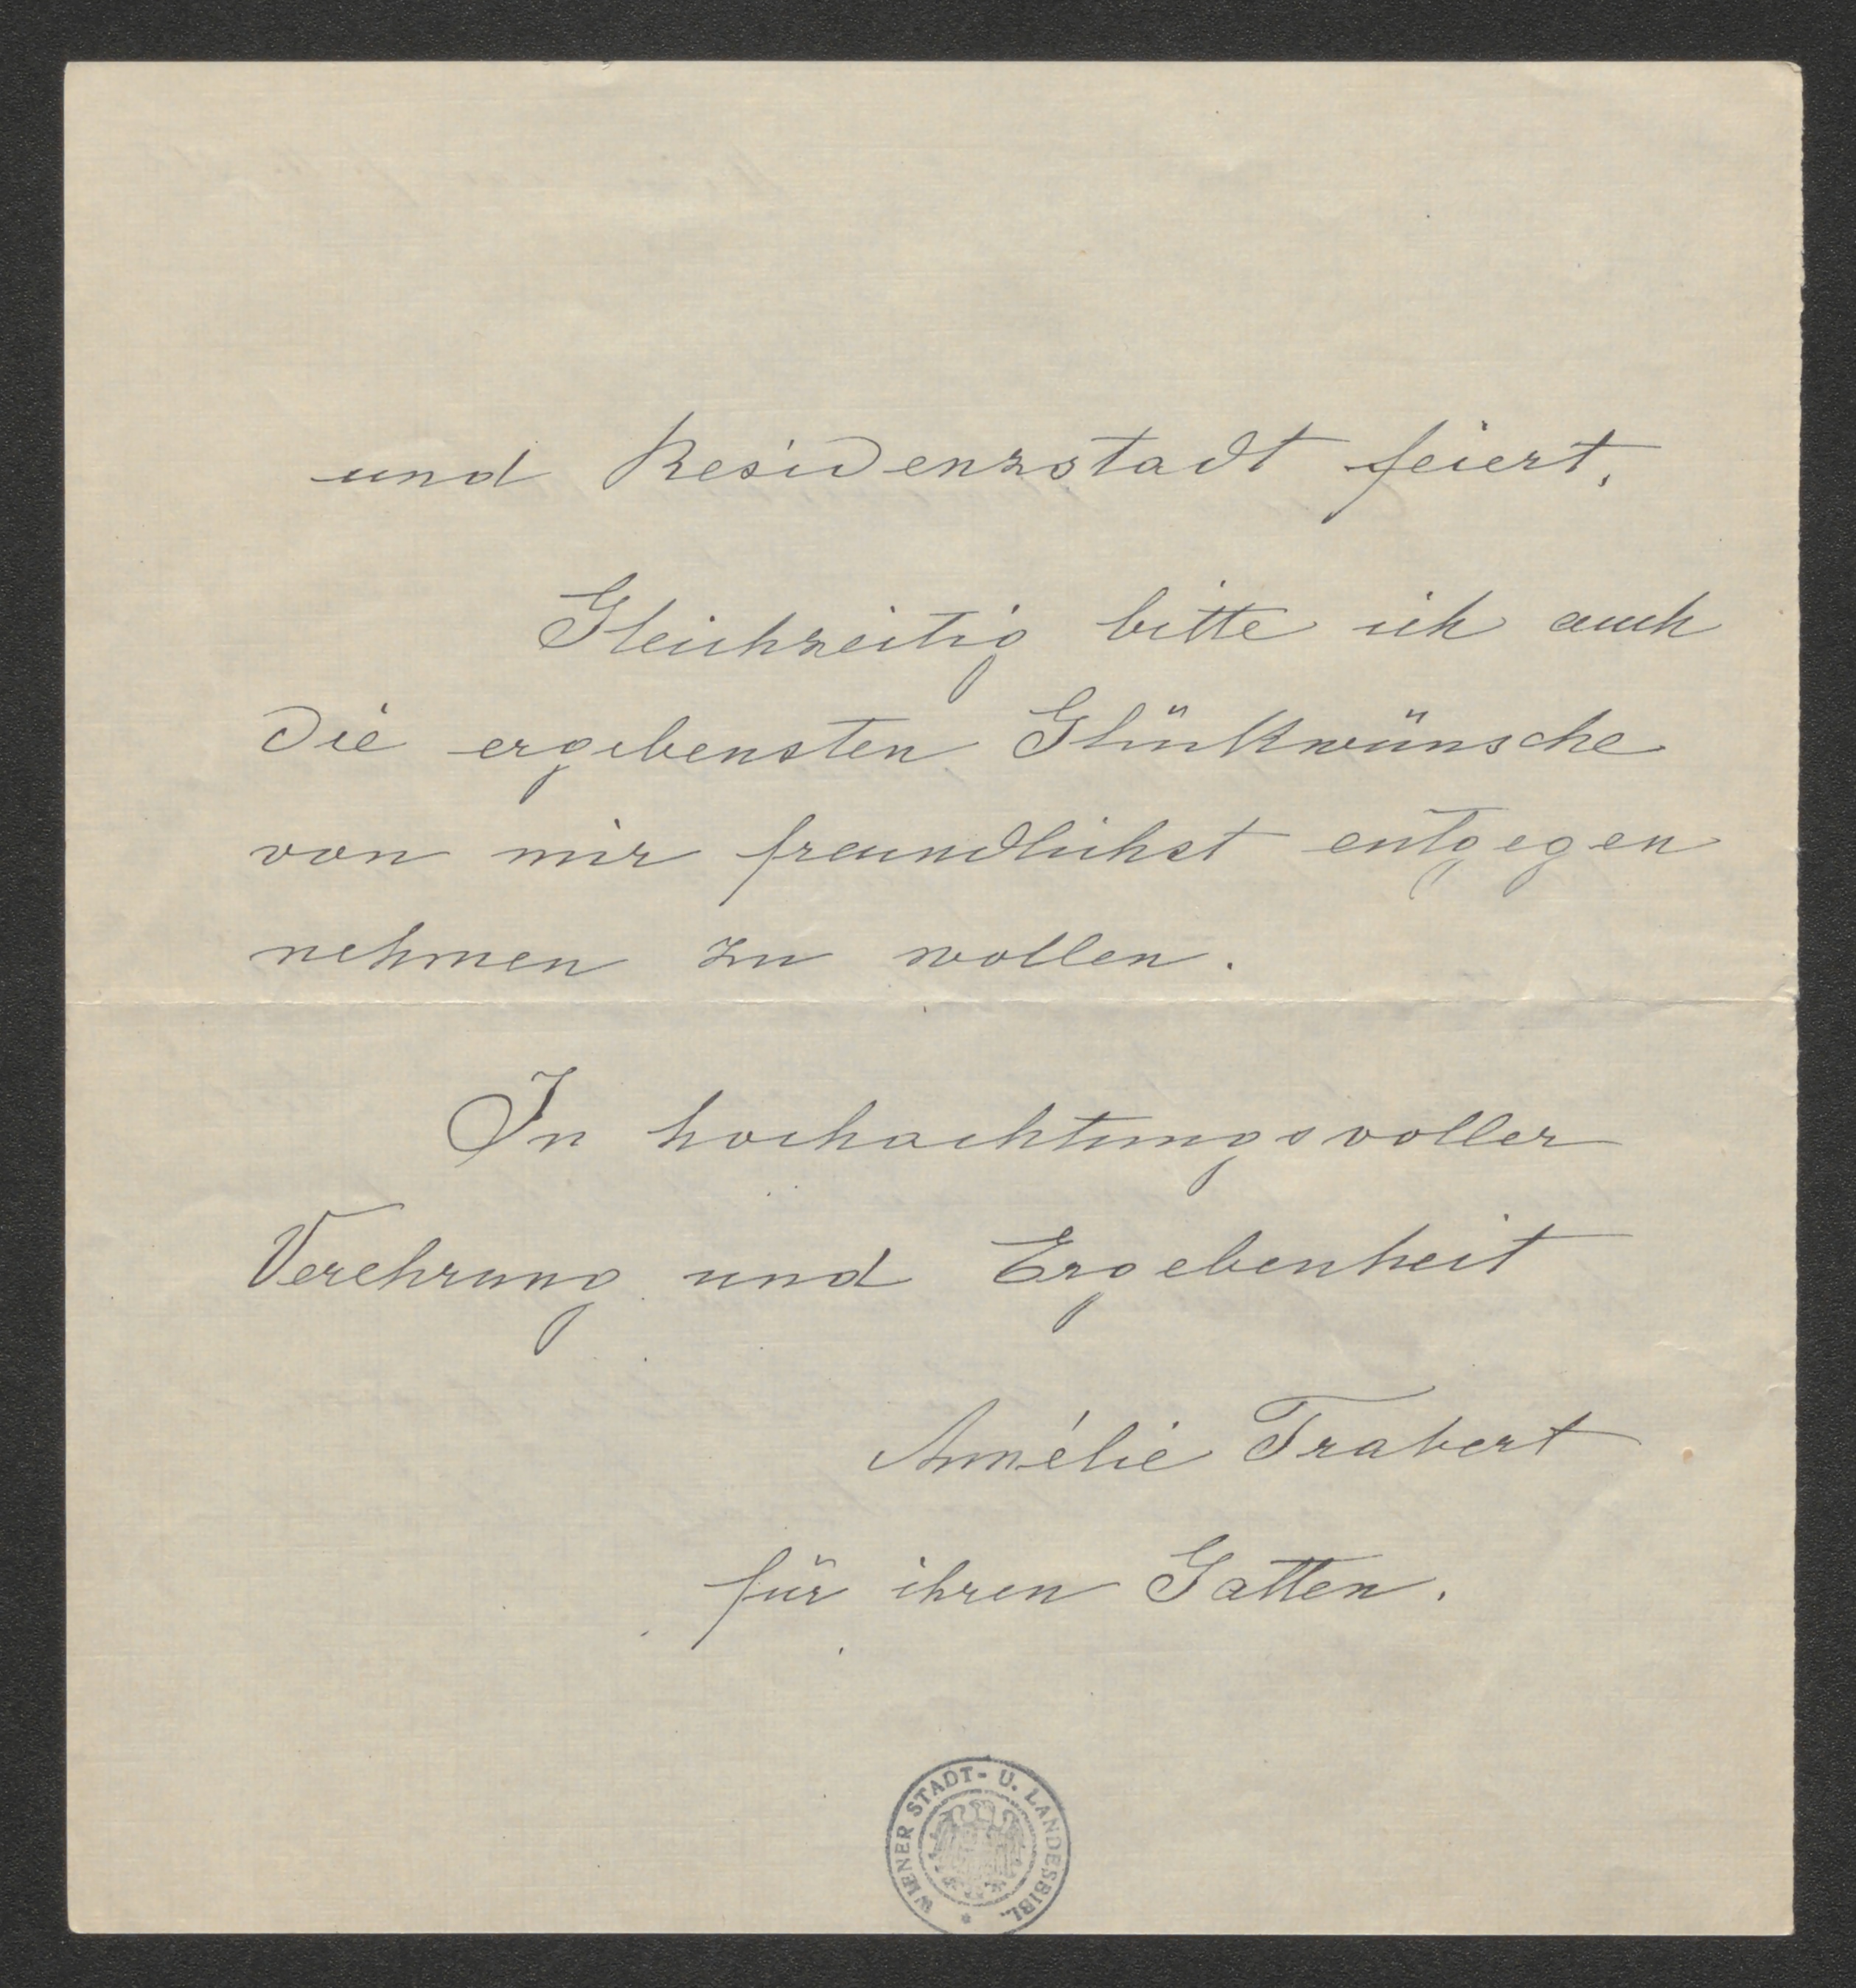 und Residenzstadt feiert.
Gleichzeitig bitte ich auch
die ergebensten Glückwünsche
von mir freundlichst entgegen
nehmen zu wollen.
In hochachtungsvoller
Verehrung und Ergebenheit
Amélie Trabert
für ihren Gatten.
WIENER STADT- U. LANDESBIBL.